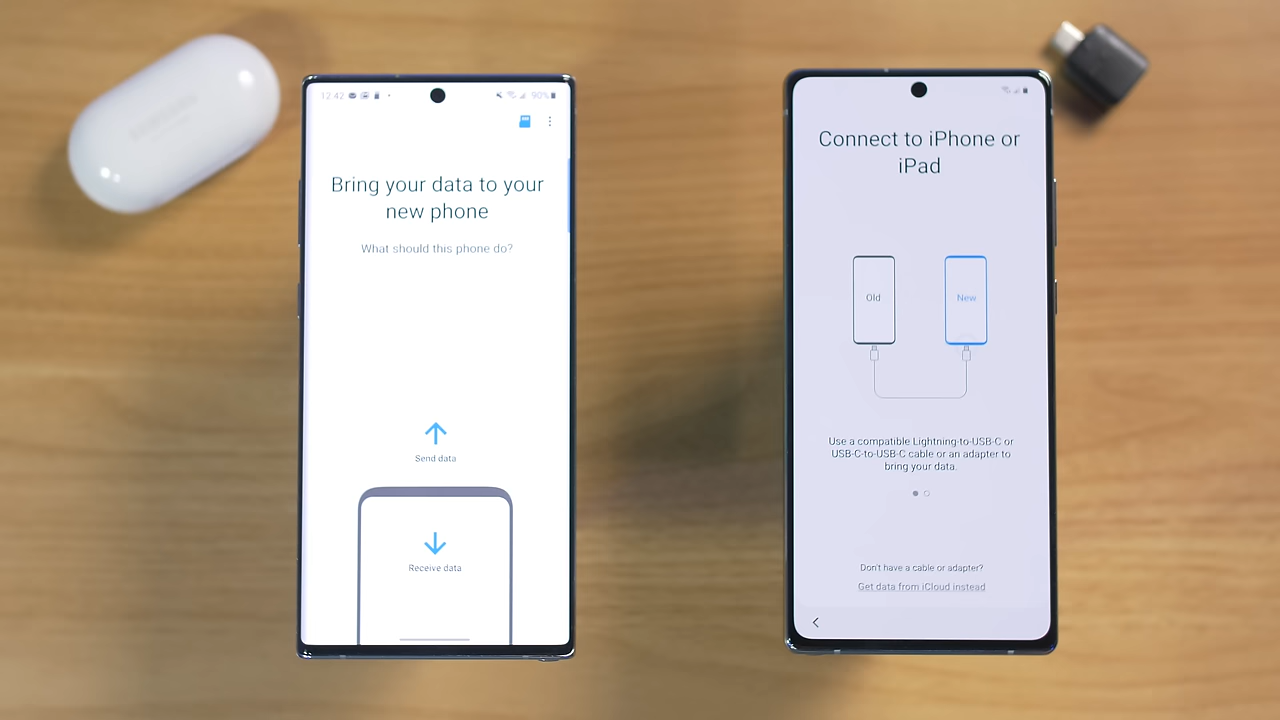 12:42
90%
Bring your data to your
new phone
What should this phone do?
Send data
Receive data
Connect to iPhone or
iPad
Old
New
Use a compatible Lightning-to-USB-C or
USB-C-to-USB-C cable or an adapter to
bring your data.
Don't have a cable or adapter?
Get data from iCloud instead